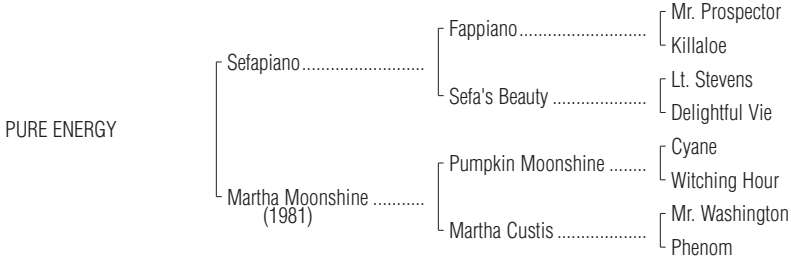 Mr. Prospector
Fappiano..........................
Killaloe
Sefapiano.........................
Lt. Stevens
Sefa's Beauty ...................
Delightful Vie
PURE ENERGY
Cyane
Pumpkin Moonshine ........
Witching Hour
Martha Moonshine ...........
(1981)
Mr. Washington
Martha Custis ..................
Phenom